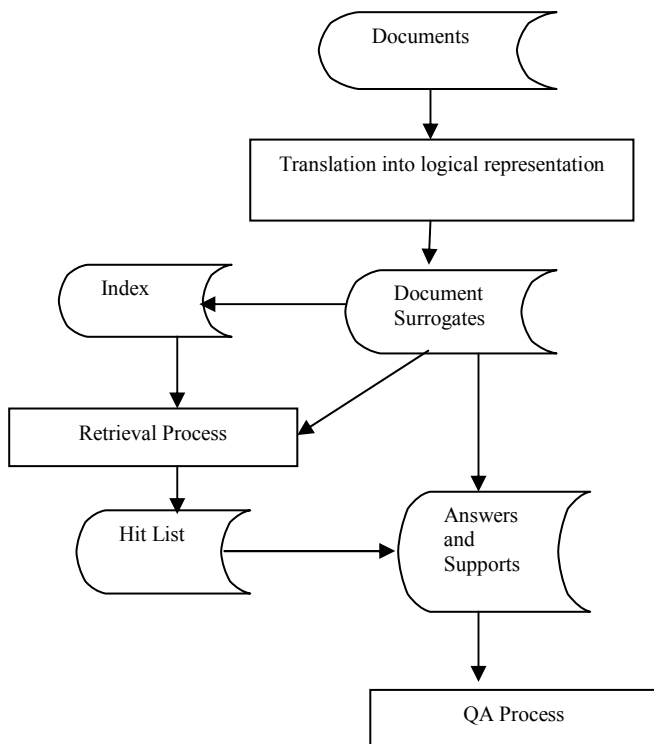 Documents
Translation into logical representation
Index
Document
Surrogates
Retrieval Process
Hit List
Answers
and
Supports
QA Process